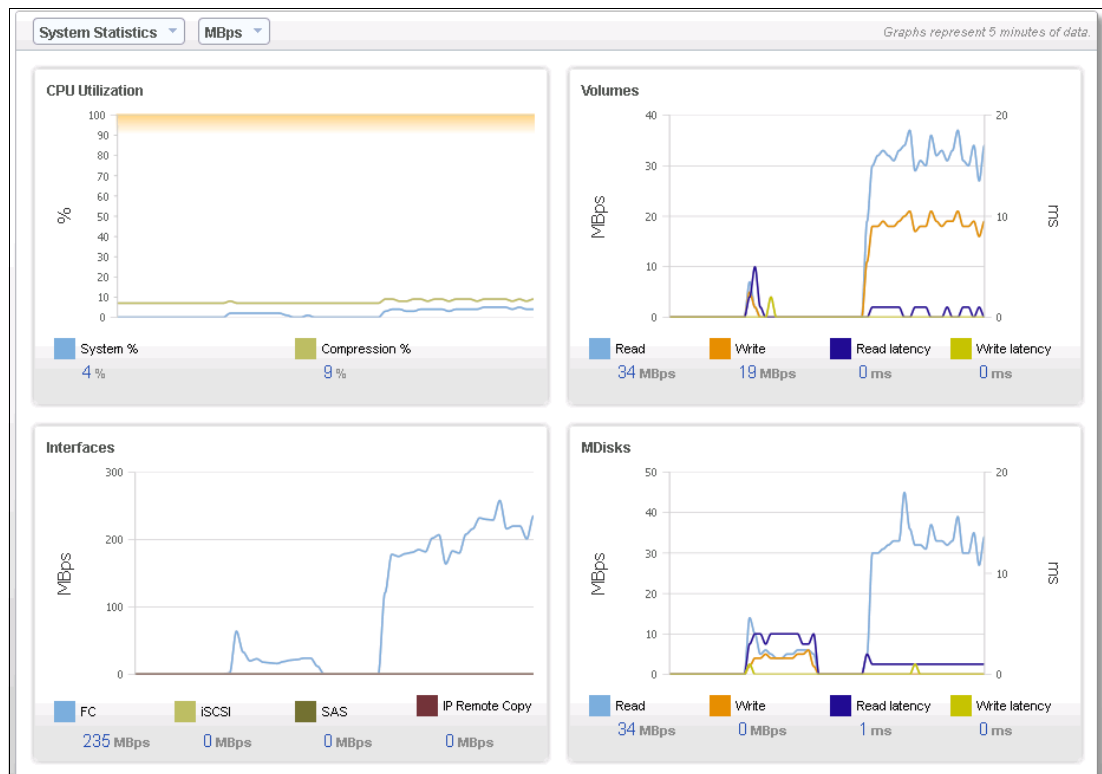 System Statistics MBps Graphs represent 5 minutes of data.
CPU Utilization
100
90
80
70
60
50
40
30
20
10
0
%
System % Compression %
4 % 9 %
Volumes
40 20
30
20 10
10
0 0
MBps ms
Read Write Read latency Write latency
34 MBps 19 MBps 0 ms 0 ms
Interfaces
300
200
100
0
MBps
FC iSCSI SAS IP Remote Copy
235 MBps 0 MBps 0 MBps 0 MBps
MDisks
50 20
40
30
10
20
10
0 0
MBps ms
Read Write Read latency Write latency
34 MBps 0 MBps 1 ms 0 ms